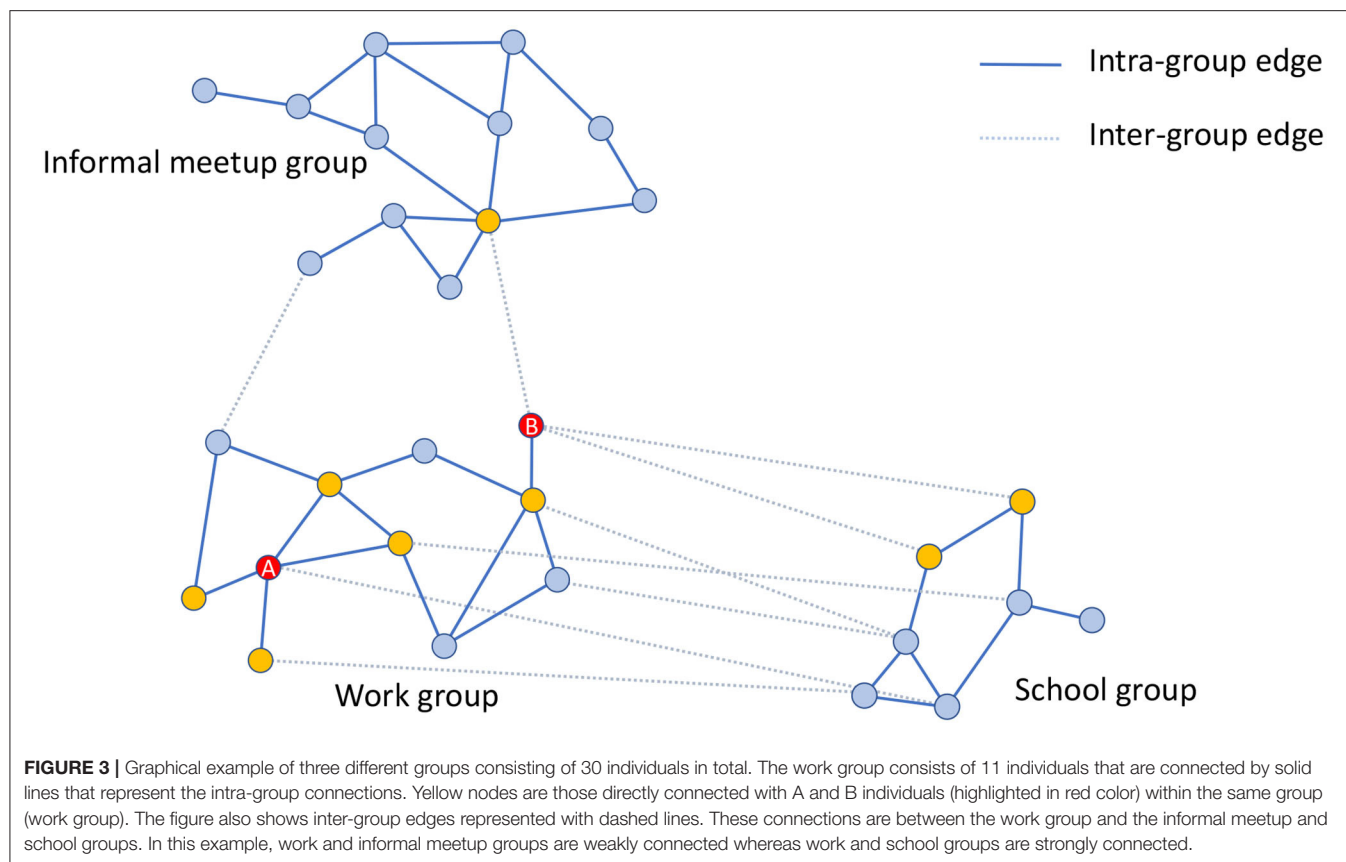 Intra-group edge
Inter-group edge
Informal meetup group
B
A
Work group
School group
FIGURE 3 | Graphical example of three different groups consisting of 30 individuals in total. The work group consists of 11 individuals that are connected by solid
lines that represent the intra-group connections. Yellow nodes are those directly connected with A and B individuals (highlighted in red color) within the same group
(work group). The figure also shows inter-group edges represented with dashed lines. These connections are between the work group and the informal meetup and
school groups. In this example, work and informal meetup groups are weakly connected whereas work and school groups are strongly connected.